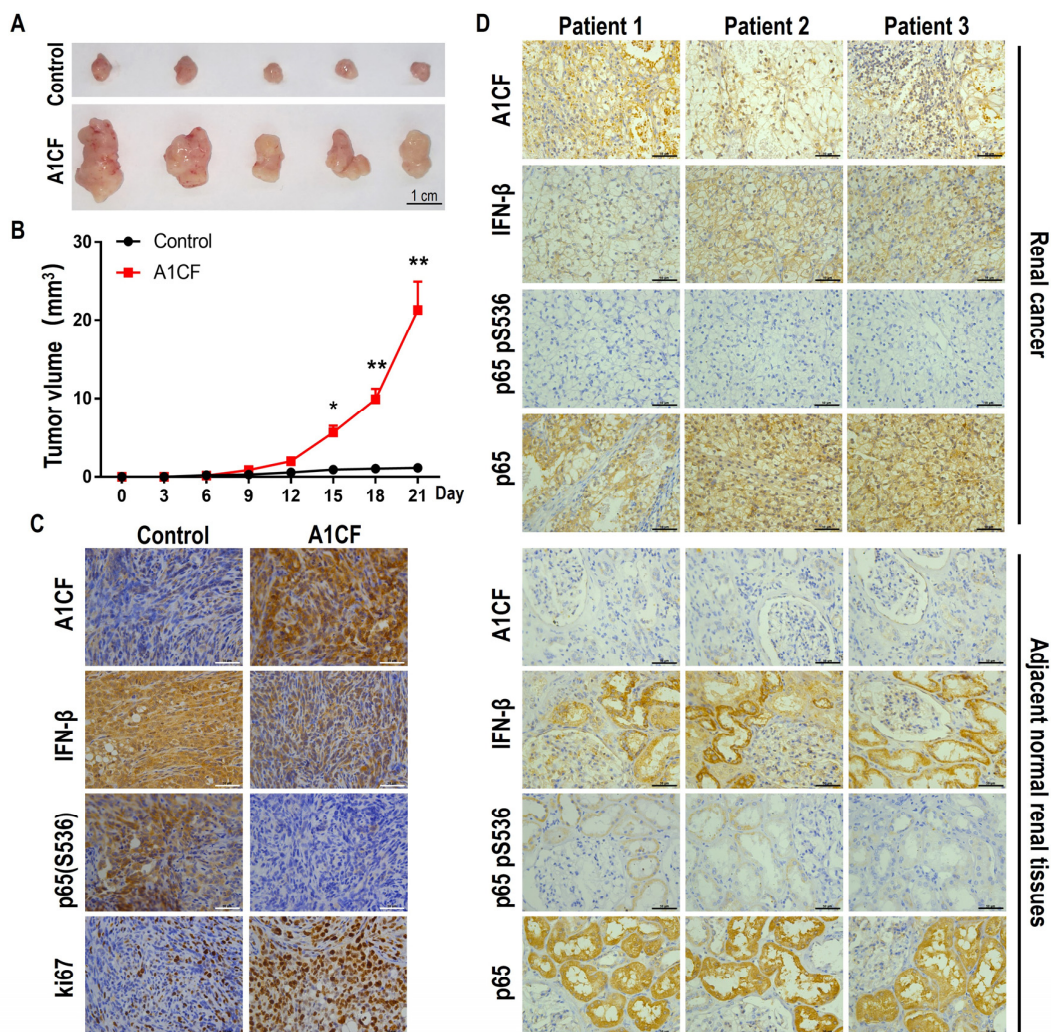 A
Control
A1CF
1 cm
B
Control
A1CF
Tumor vlume (mm³)
30
20
10
0
*
**
**
0 3 6 9 12 15 18 21 Day
C
Control A1CF
A1CF
IFN-β
p65(S536)
ki67
D
Patient 1 Patient 2 Patient 3
A1CF
IFN-β
p65 pS536
p65
Renal cancer
A1CF
IFN-β
p65 pS536
p65
Adjacent normal renal tissues